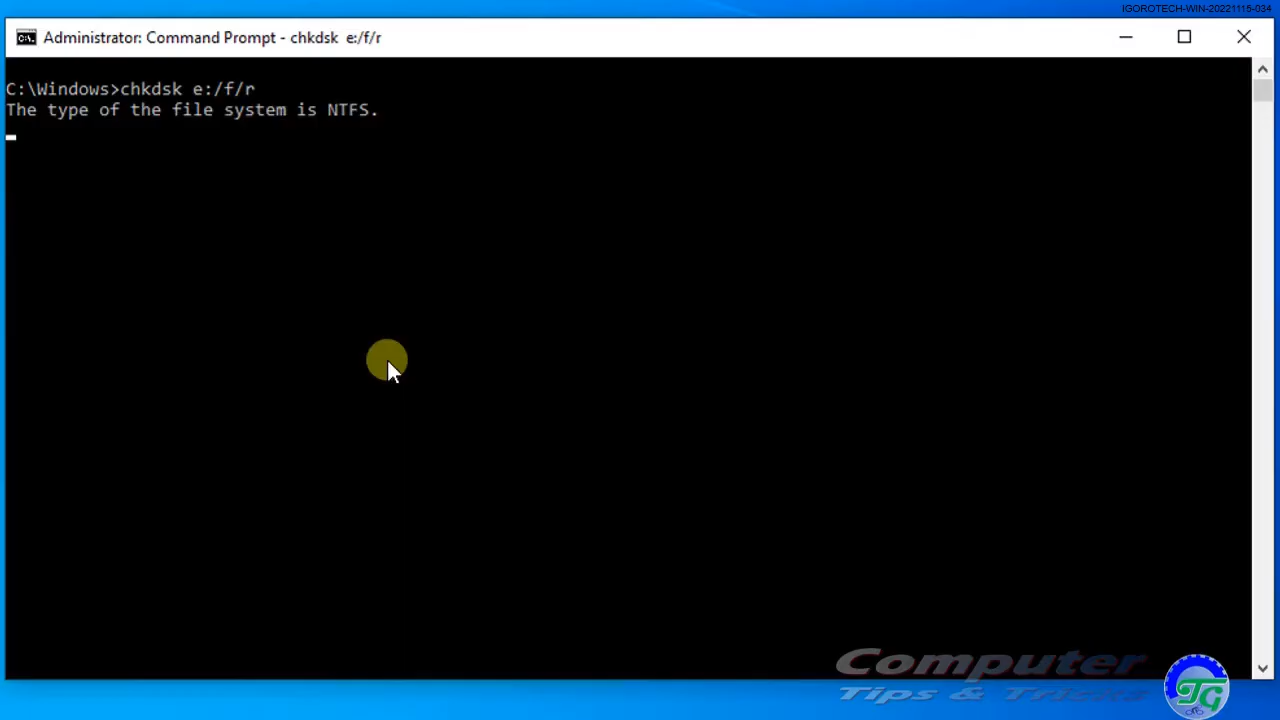 IGOROTECH-WIN-20221115-034
Administrator: Command Prompt - chkdsk  e:/f/r
C:\Windows>chkdsk e:/f/r
The type of the file system is NTFS.
Computer
Tips & Tricks
TG